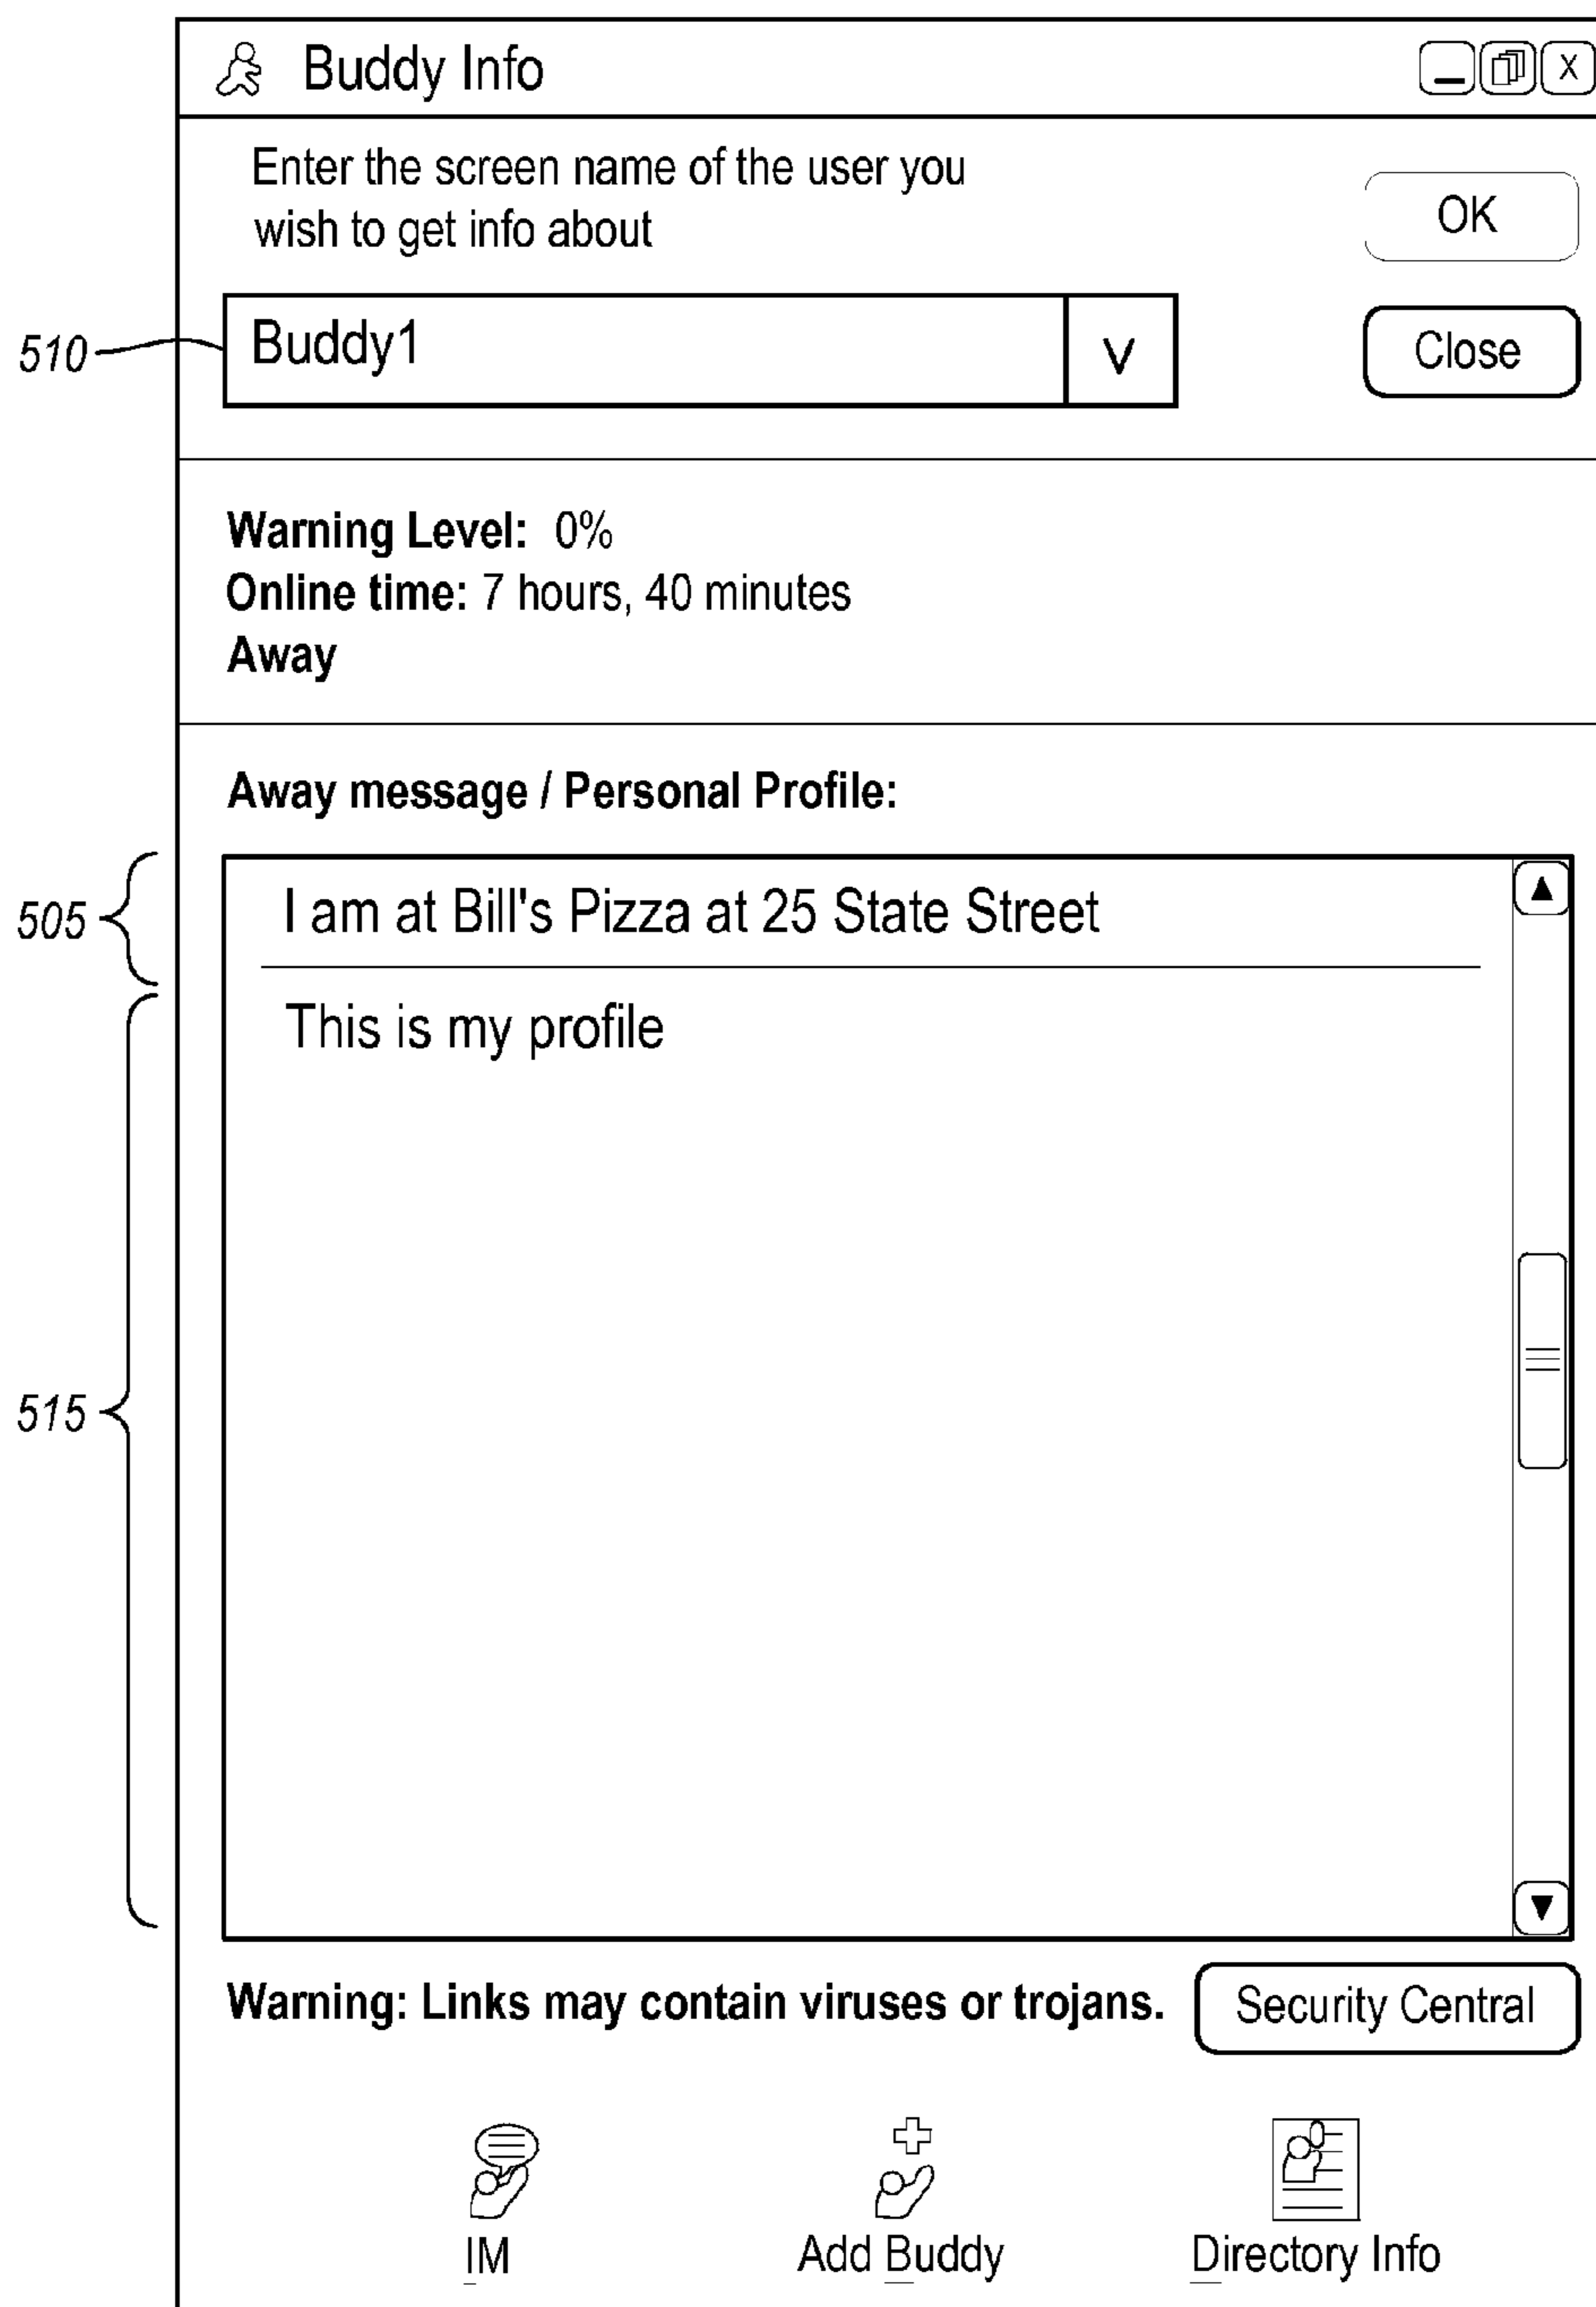 Buddy Info
X
Enter the screen name of the user you
wish to get info about
OK
510
Buddy1
V
Close
Warning Level: 0%
Online time: 7 hours, 40 minutes
Away
Away message / Personal Profile:
505
I am at Bill's Pizza at 25 State Street
This is my profile
515
Warning: Links may contain viruses or trojans.
Security Central
IM
Add Buddy
Directory Info